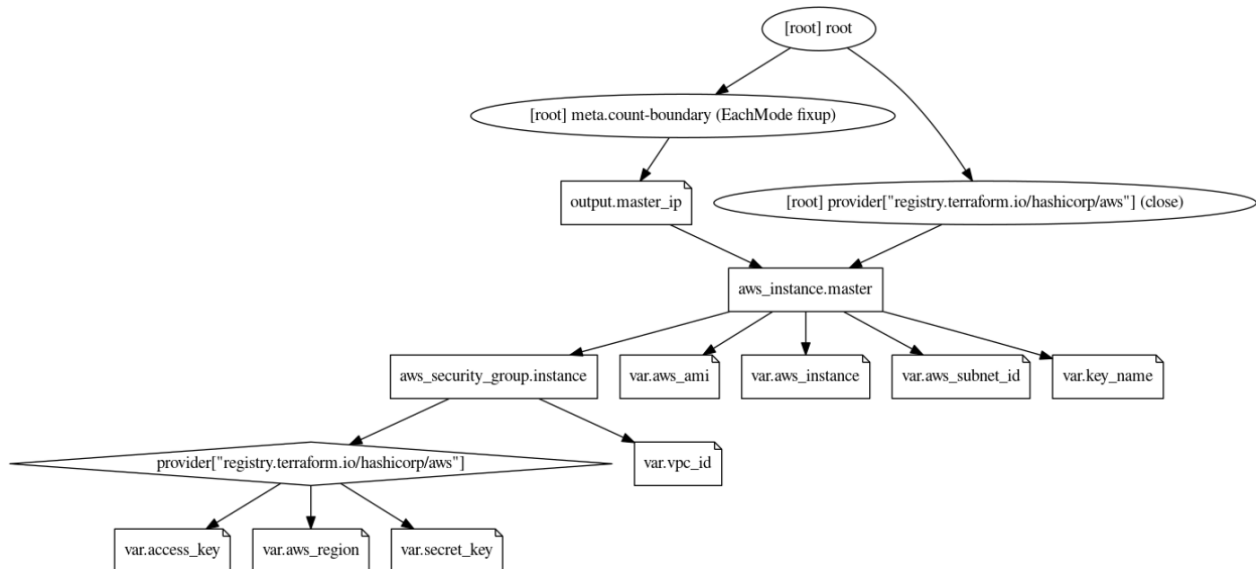 [root] root
[root] meta.count-boundary (EachMode fixup)
output.master_ip
[root] provider["registry.terraform.io/hashicorp/aws"] (close)
aws_instance.master
aws_security_group.instance
var.aws_ami
var.aws_instance
var.aws_subnet_id
var.key_name
provider["registry.terraform.io/hashicorp/aws"]
var.vpc_id
var.access_key
var.aws_region
var.secret_key